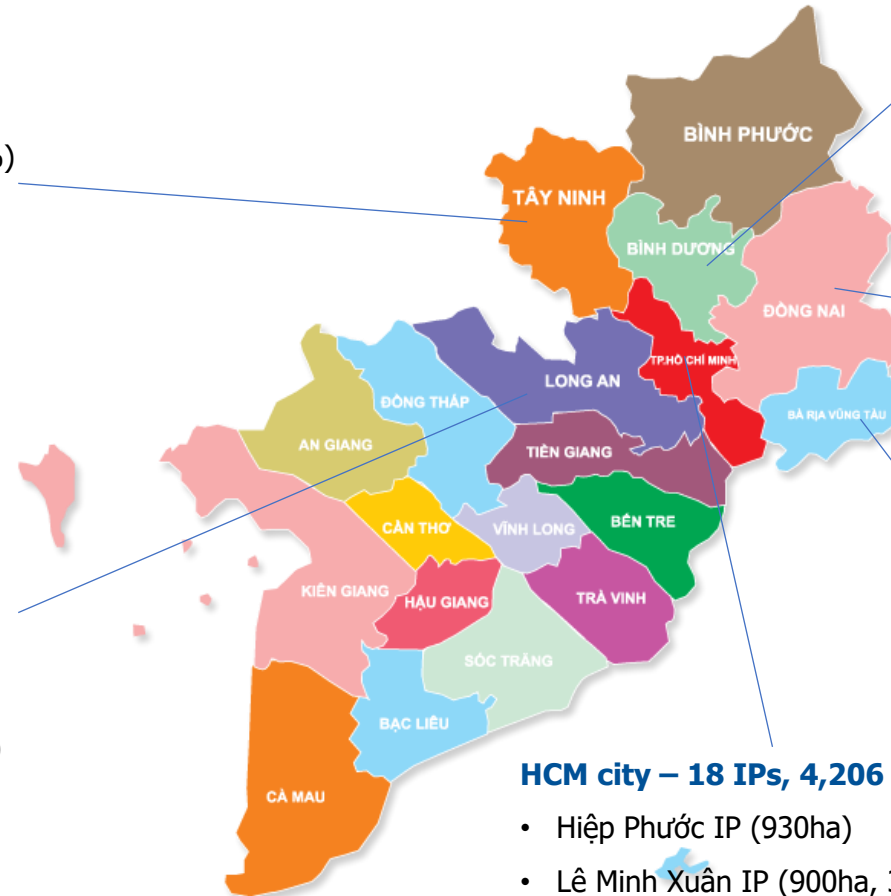 BÌNH PHƯỚC
)
TÂY NINH
BÌNH DƯƠNG
ĐỒNG NAI
TP.HỒ CHÍ MINH
LONG AN
ĐỒNG THÁP
BÀ RỊA VŨNG TÀU
AN GIANG
TIỀN GIANG
BẾN TRE
CẦN THƠ
VĨNH LONG
KIÊN GIANG
HẬU GIANG
TRÀ VINH
SÓC TRĂNG
BẠC LIÊU
)
CÀ MAU
HCM city – 18 IPs, 4,206
• Hiệp Phước IP (930ha)
• Lê Minh Xuân IP (900ha,